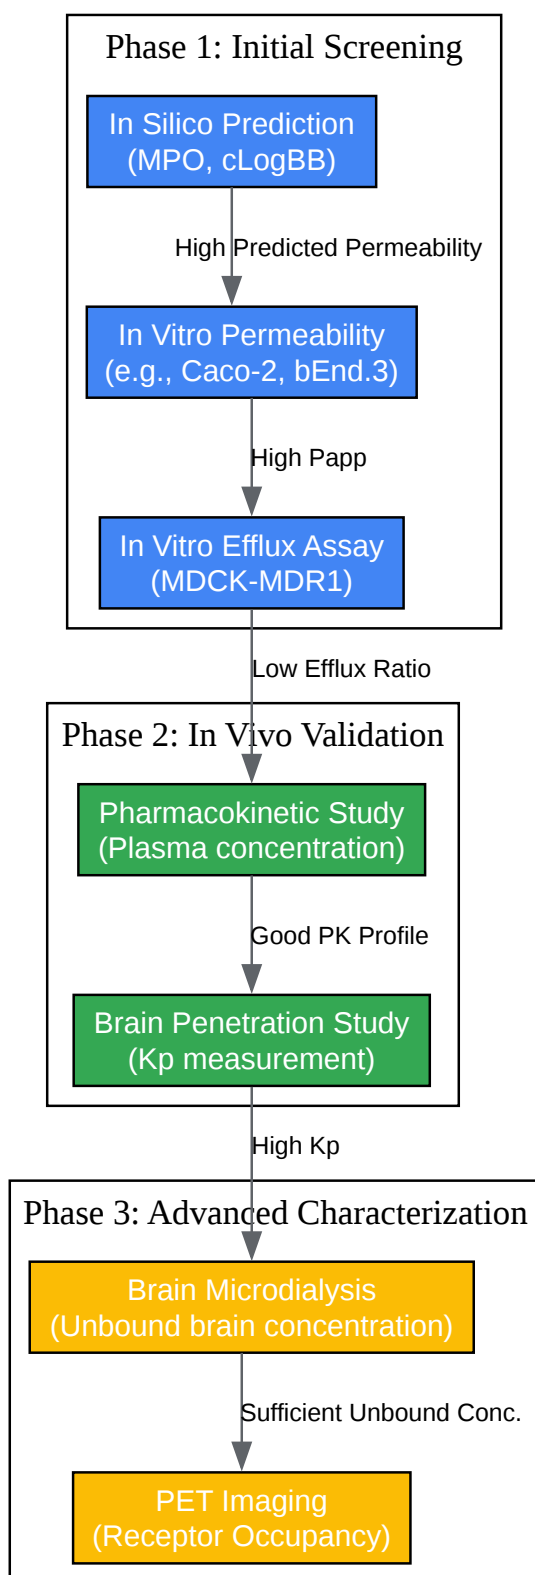 Phase 1: Initial Screening
In Silico Prediction
(MPO, cLogBB)
High Predicted Permeability
In Vitro Permeability
(e.g., Caco-2, bEnd.3)
High Papp
In Vitro Efflux Assay
(MDCK-MDR1)
Low Efflux Ratio
Phase 2: In Vivo Validation
Pharmacokinetic Study
(Plasma concentration)
Good PK Profile
Brain Penetration Study
(Kp measurement)
High Kp
Phase 3: Advanced Characterization
Brain Microdialysis
(Unbound brain concentration)
Sufficient Unbound Conc.
PET Imaging
(Receptor Occupancy)